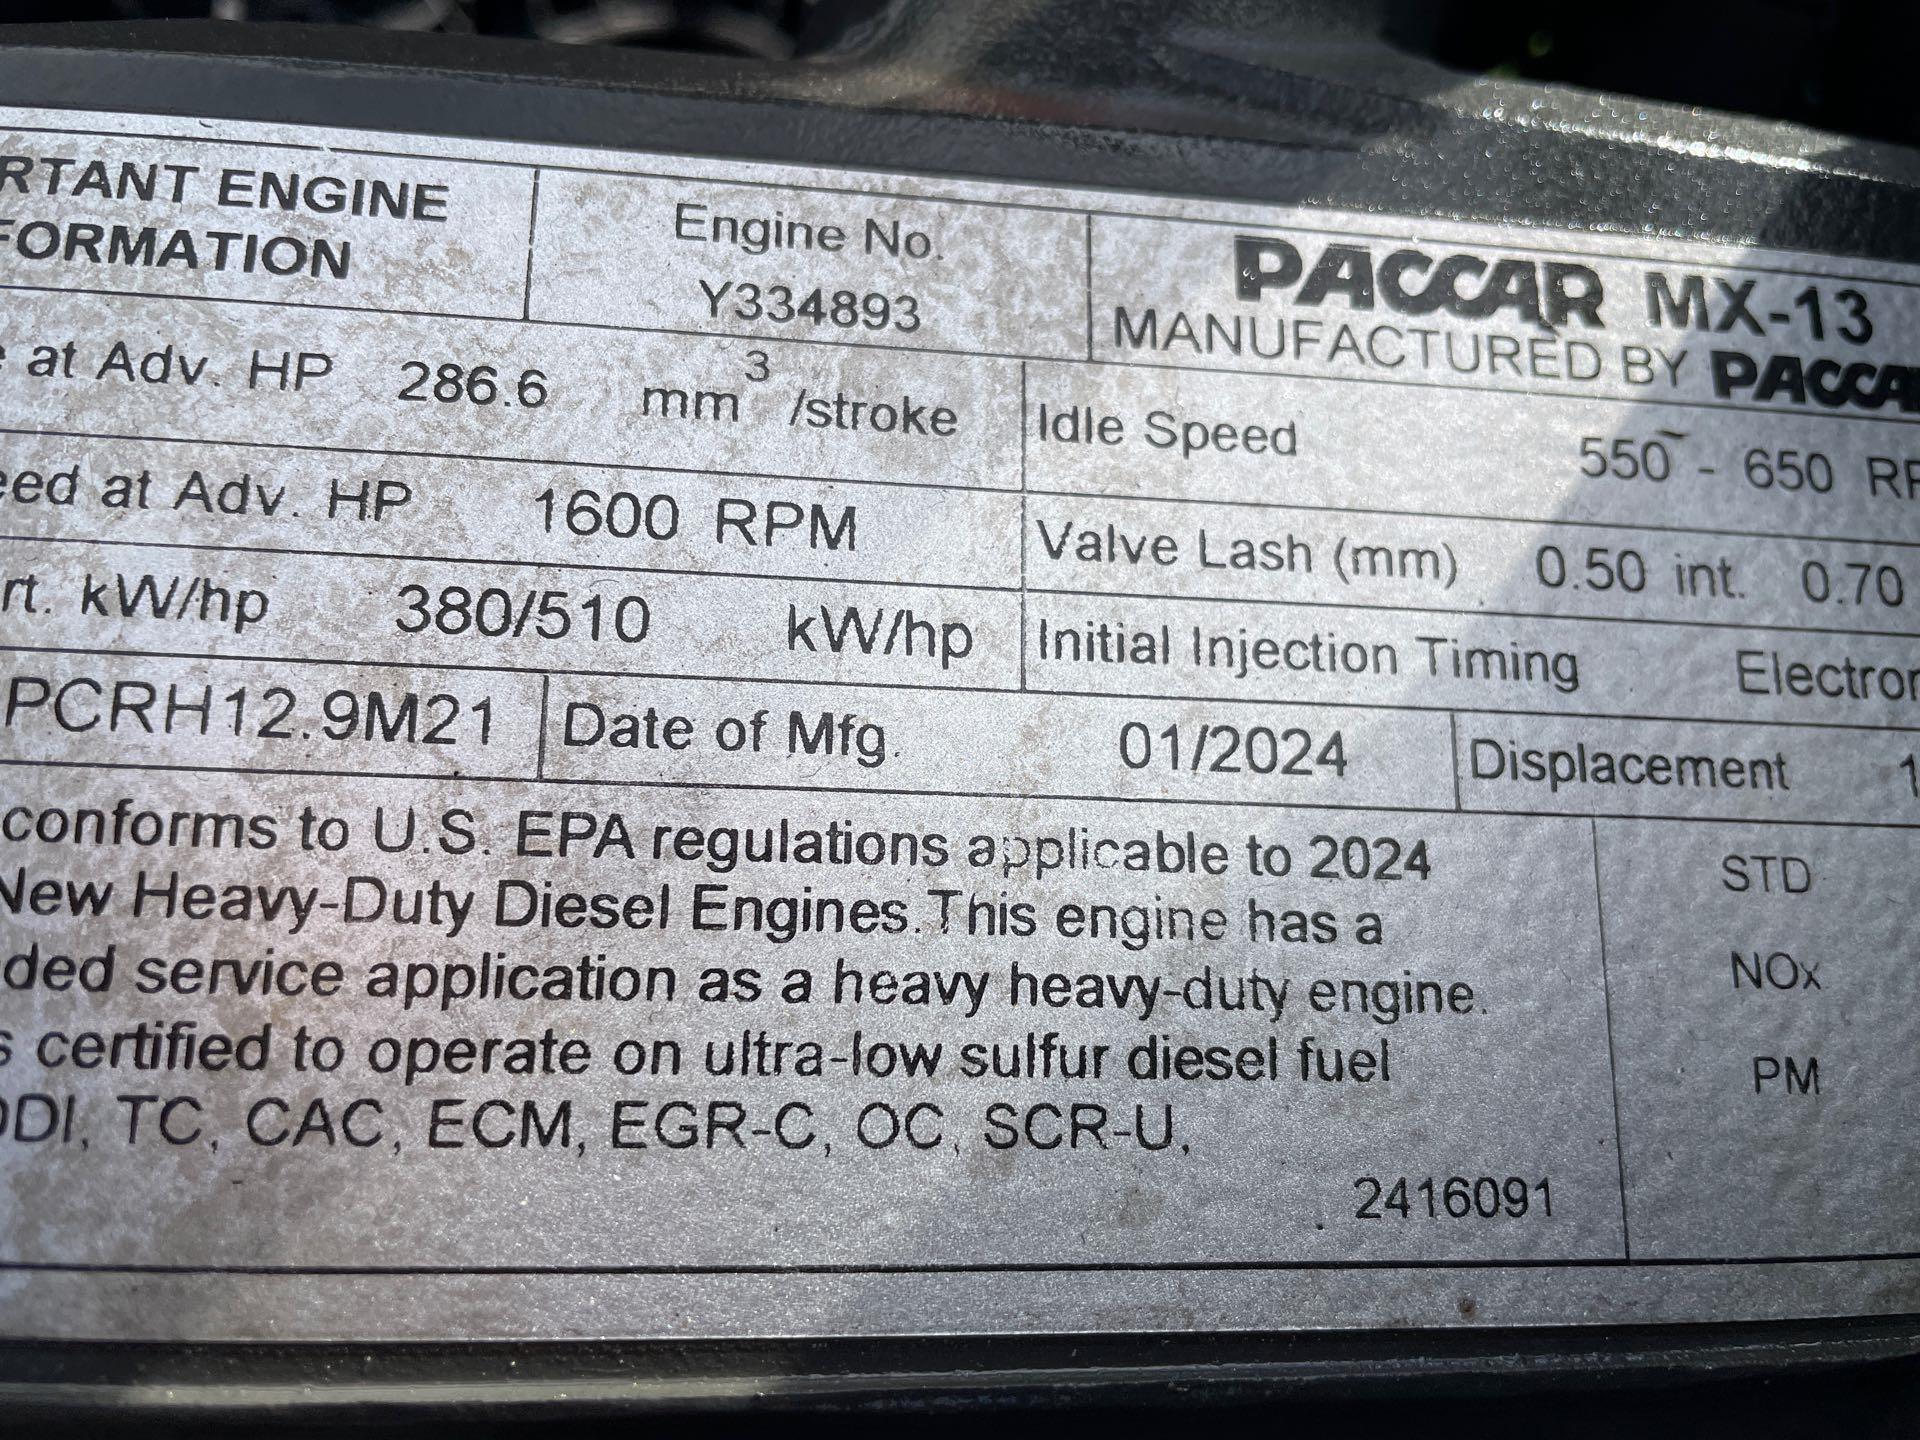 RTANT ENGINE
FORMATION
Engine No.
Y334893
PACCAR MX-13
MANUFACTURED BY PACCA
at Adv. HP 286.6 mm3/stroke
Idle Speed 550 - 650 RP
eed at Adv. HP 1600 RPM
Valve Lash (mm) 0.50 int. 0.70
rt. kW/hp 380/510 kW/hp
Initial Injection Timing Electron
PCRH12.9M21
Date of Mfg. 01/2024
Displacement 1
conforms to U.S. EPA regulations applicable to 2024
New Heavy-Duty Diesel Engines. This engine has a
ded service application as a heavy heavy-duty engine.
s certified to operate on ultra-low sulfur diesel fuel
DDI, TC, CAC, ECM, EGR-C, OC, SCR-U,
2416091
STD
NOx
PM